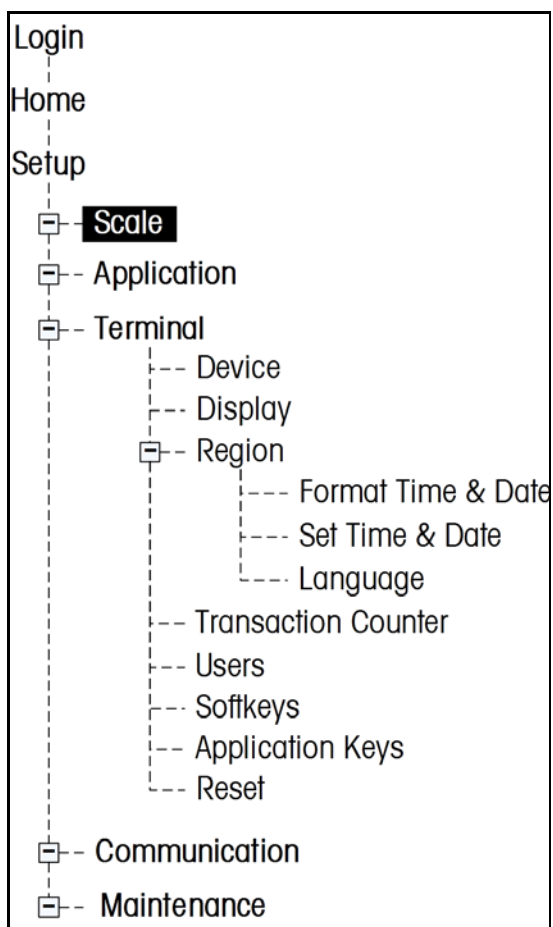 Login
Home
Setup
Scale
Application
Terminal
Device
Display
Region
Format Time & Date
Set Time & Date
Language
Transaction Counter
Users
Softkeys
Application Keys
Reset
Communication
Maintenance